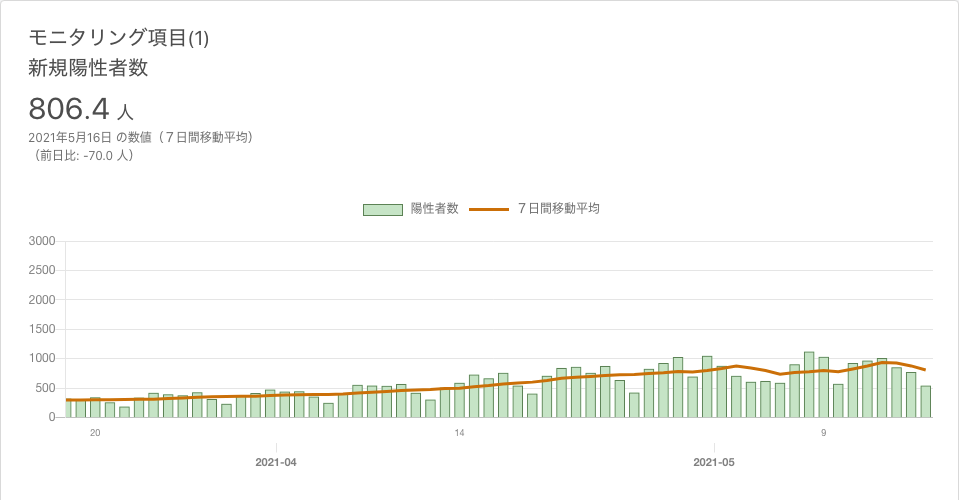 モニタリング項目(1)
新規陽性者数
806.4 人
2021年5月16日 の数値（７日間移動平均）
（前日比: -70.0 人）
陽性者数 ７日間移動平均
3000
2500
2000
1500
1000
500
0
20 14 9
2021-04 2021-05